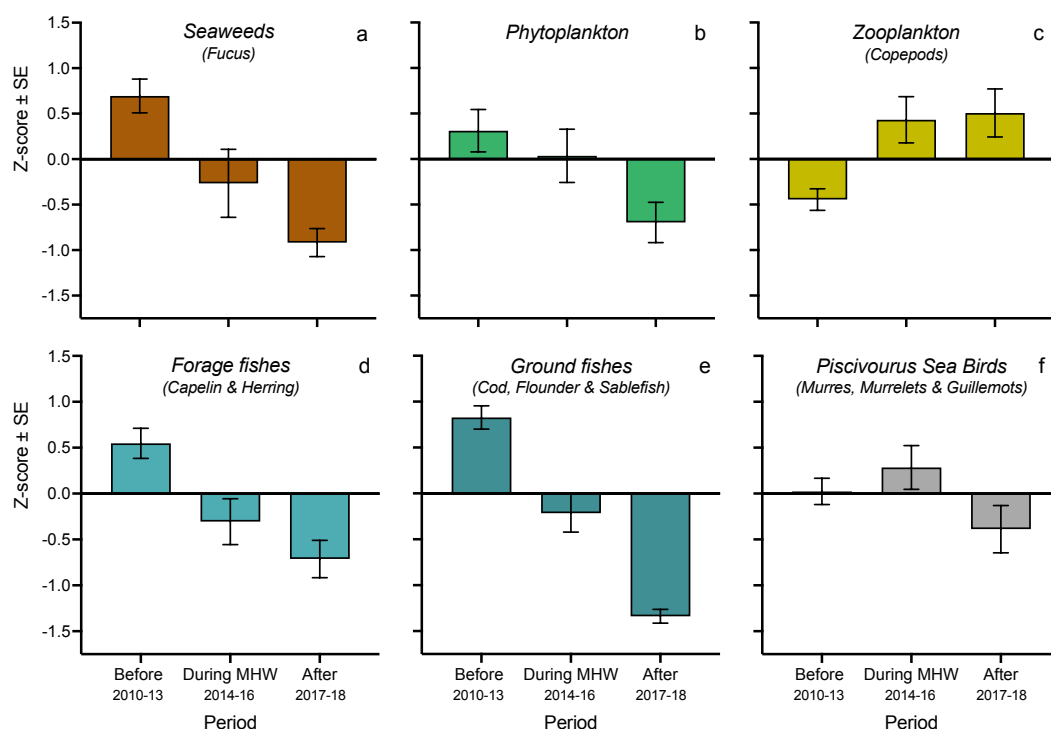 Seaweeds
(Fucus)
a
Phytoplankton
b
Zooplankton
(Copepods)
c
Z-score ± SE
1.5
1.0
0.5
0.0
-0.5
-1.0
-1.5
Forage fishes
(Capelin & Herring)
d
Ground fishes
(Cod, Flounder & Sablefish)
e
Piscivourus Sea Birds
(Murres, Murrelets & Guillemots)
f
Z-score ± SE
1.5
1.0
0.5
0.0
-0.5
-1.0
-1.5
Before During MHW After
2010-13 2014-16 2017-18
Period
Before During MHW After
2010-13 2014-16 2017-18
Period
Before During MHW After
2010-13 2014-16 2017-18
Period